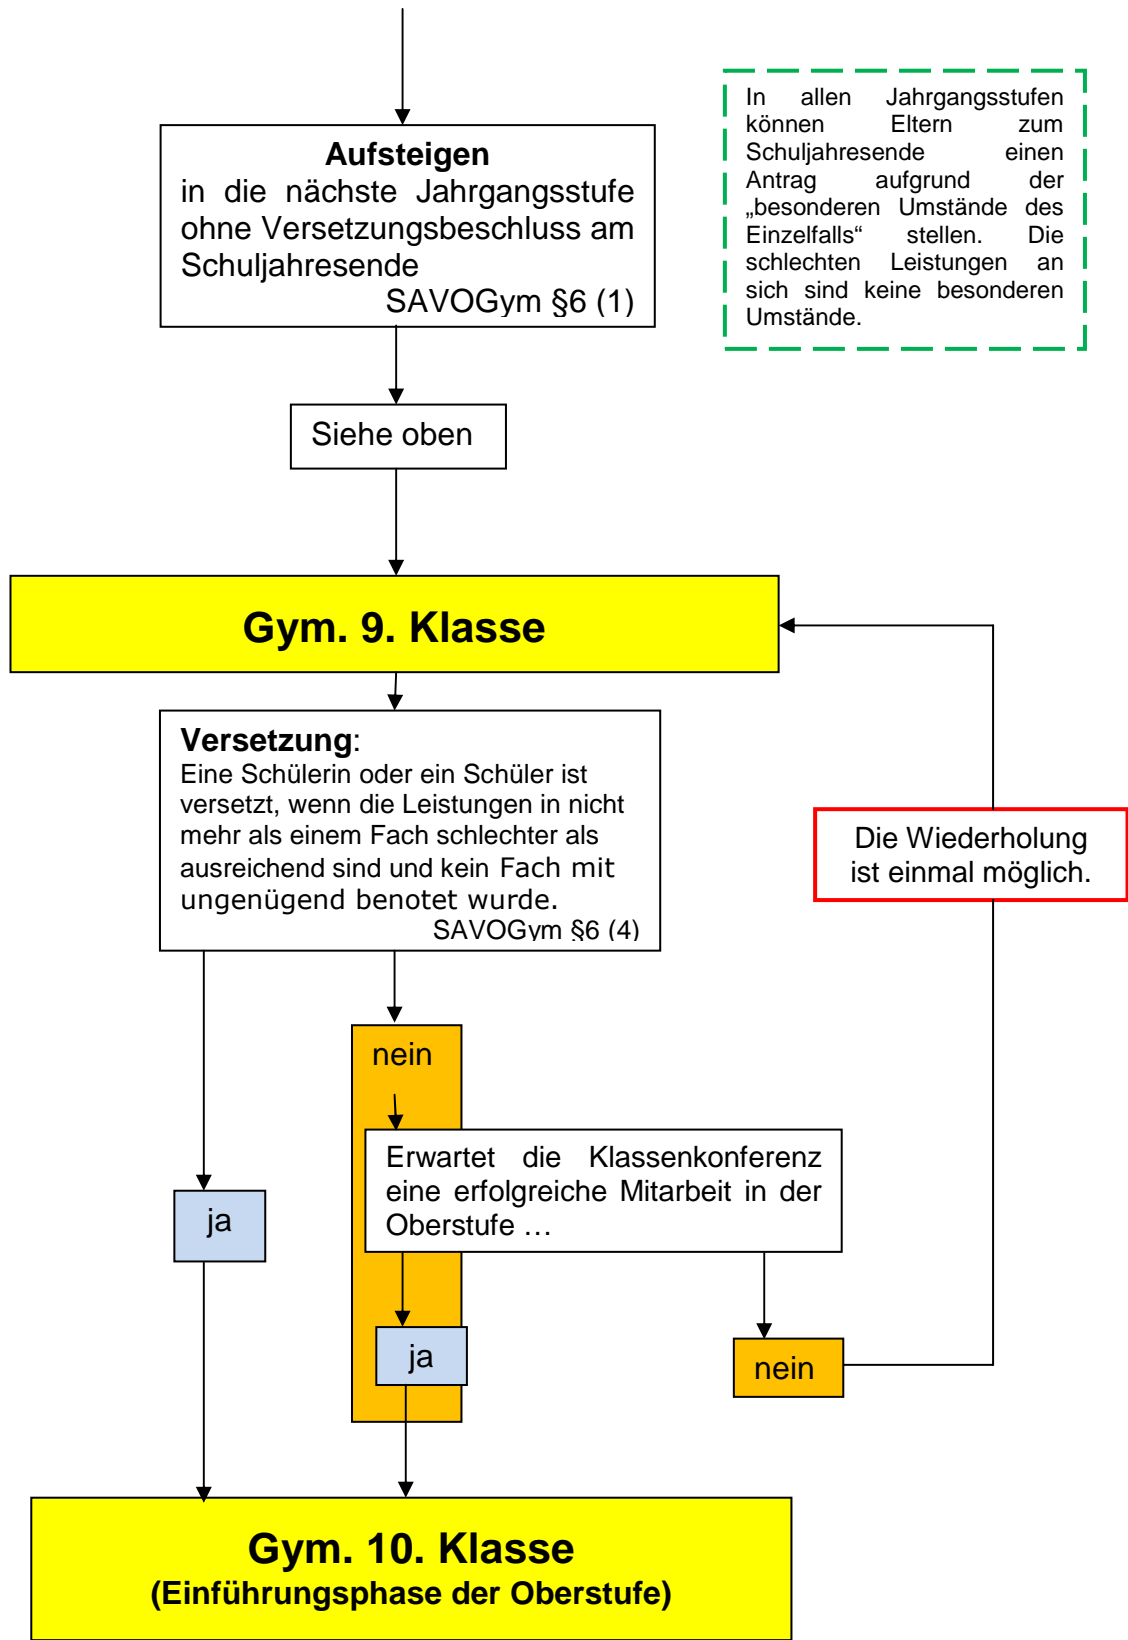 Aufsteigen
in die nächste Jahrgangsstufe
ohne Versetzungsbeschluss am
Schuljahresende
SAVOGym §6 (1)
In allen Jahrgangsstufen
können Eltern zum
Schuljahresende einen
Antrag aufgrund der
„besonderen Umstände des
Einzelfalls“ stellen. Die
schlechten Leistungen an
sich sind keine besonderen
Umstände.
Siehe oben
Gym. 9. Klasse
Versetzung:
Eine Schülerin oder ein Schüler ist
versetzt, wenn die Leistungen in nicht
mehr als einem Fach schlechter als
ausreichend sind und kein Fach mit
ungenügend benotet wurde.
SAVOGym §6 (4)
Die Wiederholung
ist einmal möglich.
nein
Erwartet die Klassenkonferenz
eine erfolgreiche Mitarbeit in der
Oberstufe …
ja
ja
nein
Gym. 10. Klasse
(Einführungsphase der Oberstufe)